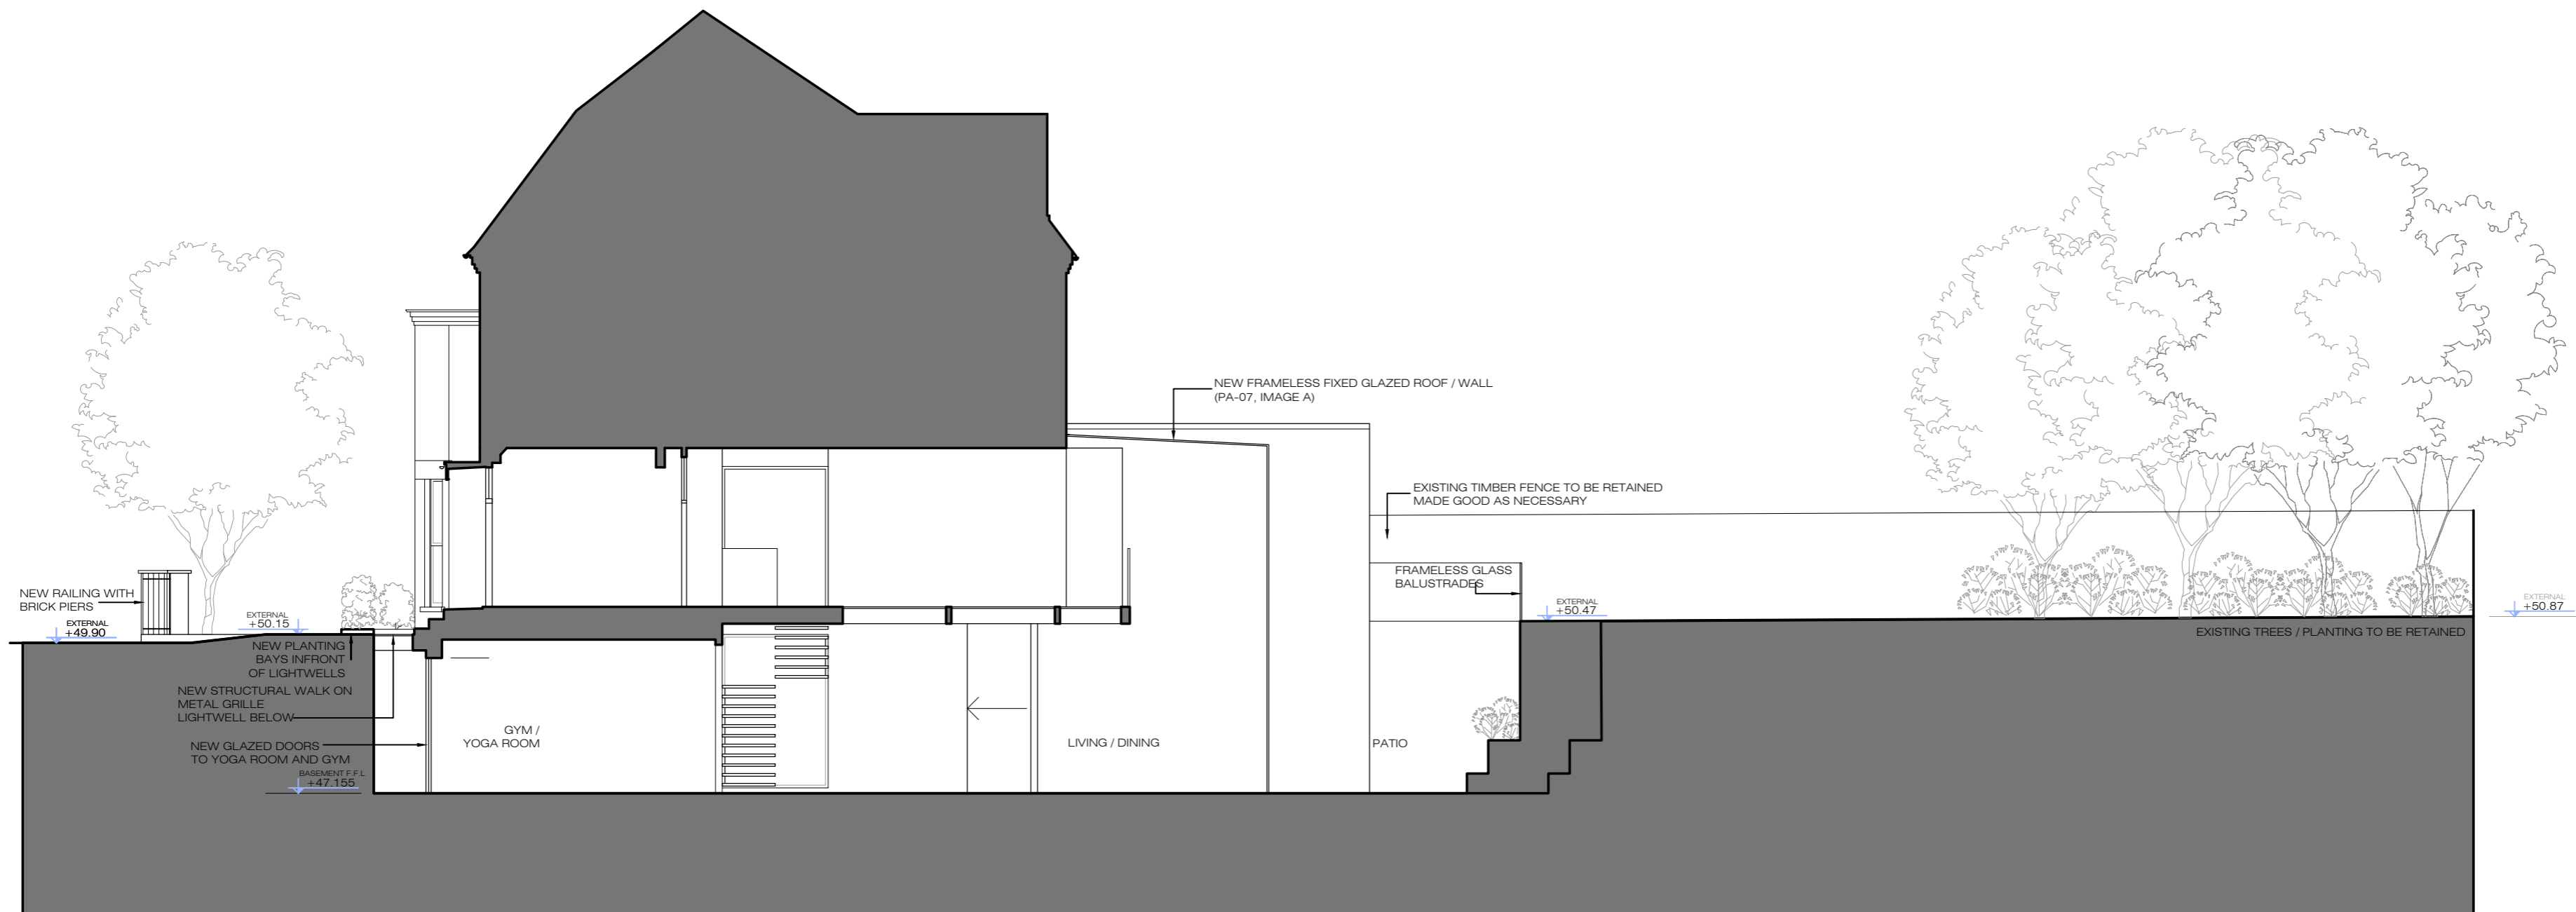 NEW FRAMELESS FIXED GLAZED ROOF / WALL
(PA-07, IMAGE A)
EXISTING TIMBER FENCE TO BE RETAINED
MADE GOOD AS NECESSARY
FRAMELESS GLASS
BALUSTRADES
NEW RAILING WITH
BRICK PIERS
EXTERNAL
+49.90
EXTERNAL
+50.15
EXTERNAL
+50.47
EXTERNAL
+50.87
EXISTING TREES / PLANTING TO BE RETAINED
NEW PLANTING
BAYS INFRONT
OF LIGHTWELLS
NEW STRUCTURAL WALK ON
METAL GRILLE
LIGHTWELL BELOW
NEW GLAZED DOORS
TO YOGA ROOM AND GYM
BASEMENT F.F.L
+47.155
GYM /
YOGA ROOM
LIVING / DINING
PATIO